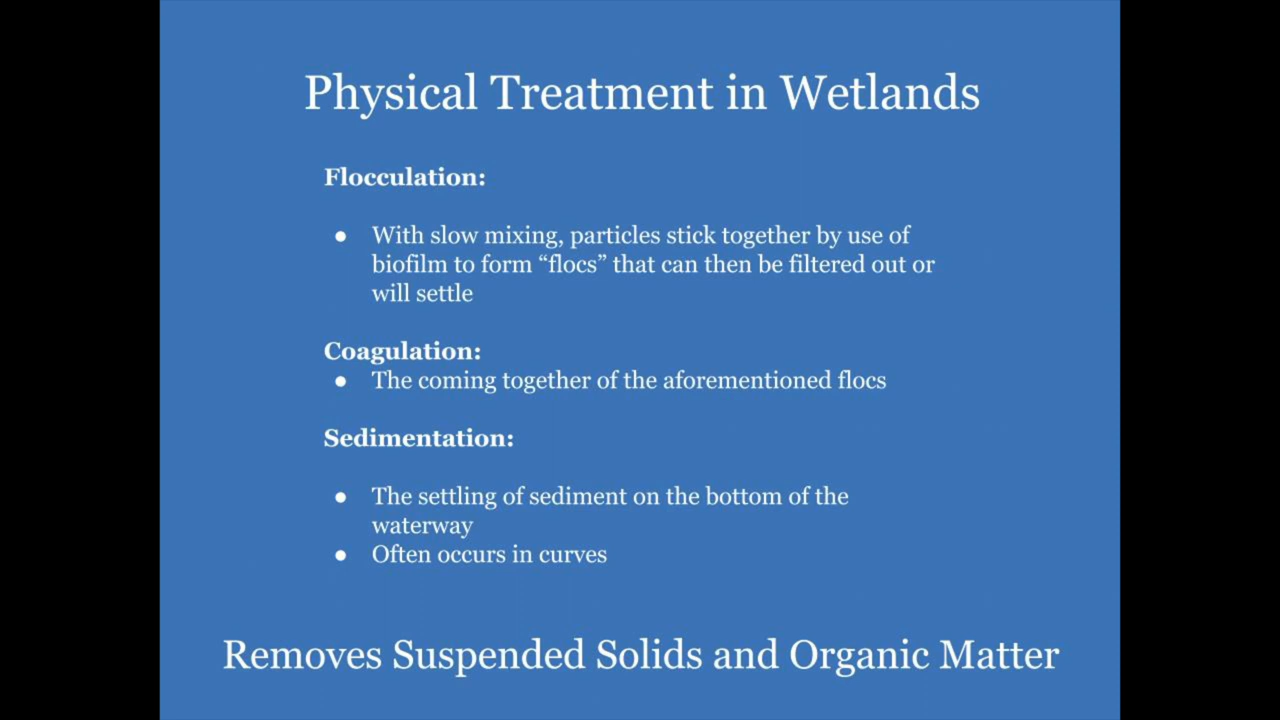 Physical Treatment in Wetlands
Flocculation:
● With slow mixing, particles stick together by use of
biofilm to form “flocs” that can then be filtered out or
will settle
Coagulation:
● The coming together of the aforementioned flocs
Sedimentation:
● The settling of sediment on the bottom of the
waterway
● Often occurs in curves
Removes Suspended Solids and Organic Matter